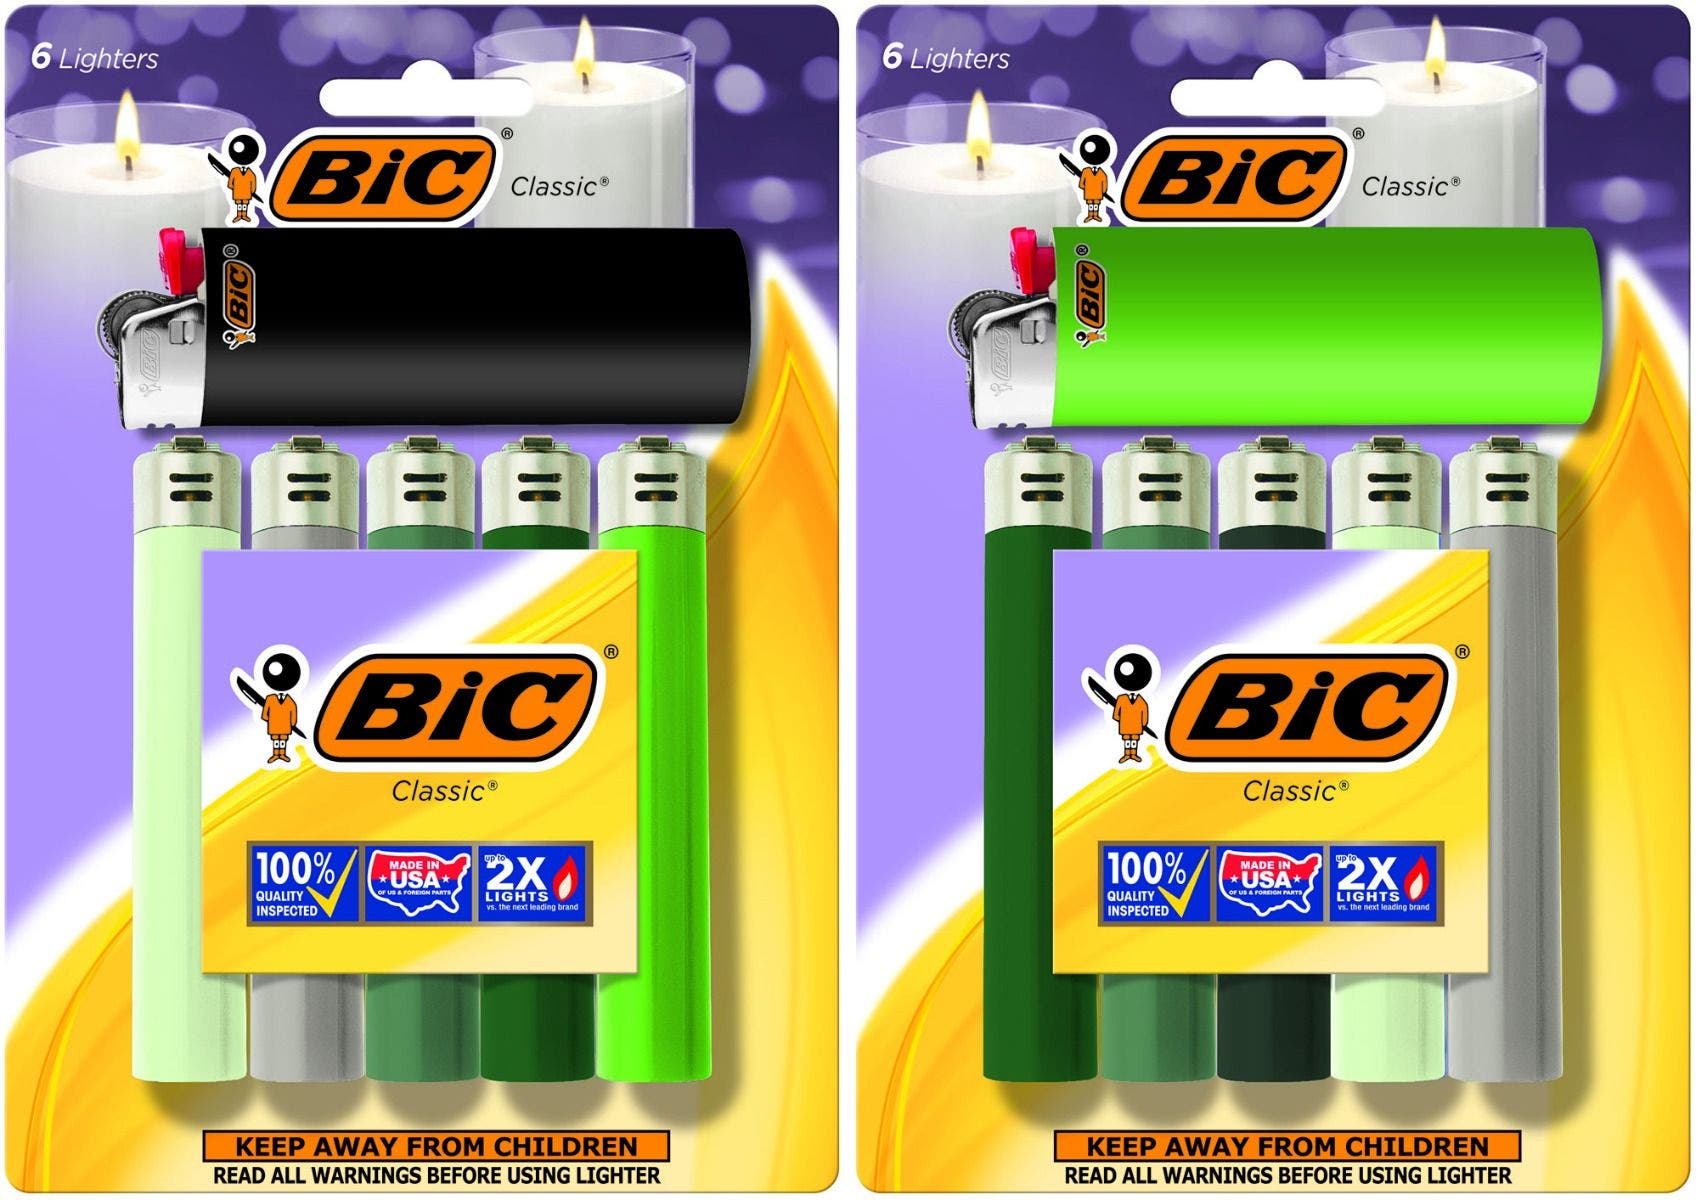 6 Lighters
BiC®
Classic®
BiC®
BiC
BiC®
Classic®
100%
QUALITY
INSPECTED
MADE IN
USA
OF US & FOREIGN PARTS
up to
2X
LIGHTS
vs. the next leading brand
KEEP AWAY FROM CHILDREN
READ ALL WARNINGS BEFORE USING LIGHTER
6 Lighters
BiC®
Classic®
BiC®
BiC
BiC®
Classic®
100%
QUALITY
INSPECTED
MADE IN
USA
OF US & FOREIGN PARTS
up to
2X
LIGHTS
vs. the next leading brand
KEEP AWAY FROM CHILDREN
READ ALL WARNINGS BEFORE USING LIGHTER